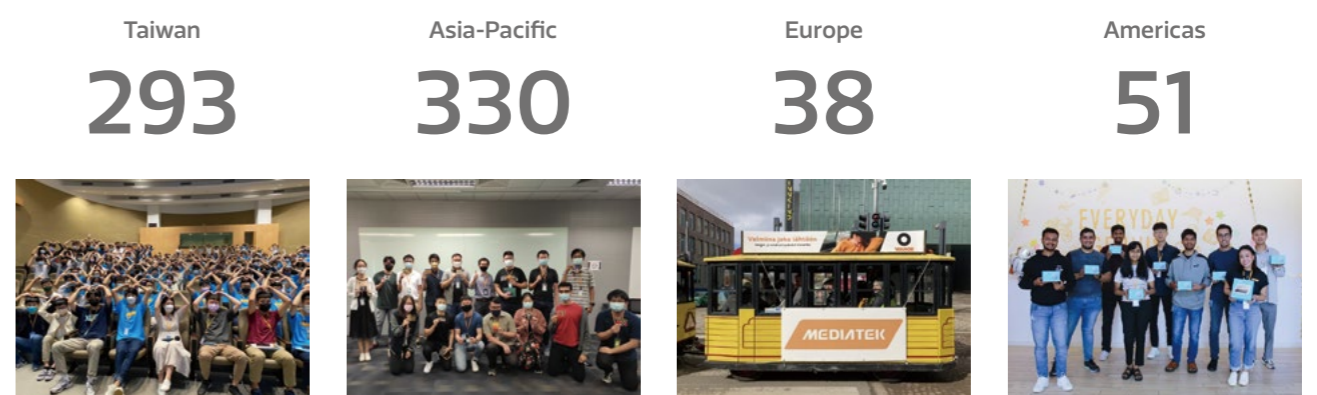 Taiwan
293
Asia-Pacific
330
Europe
38
Americas
51
MEDIATEK
EVERYDAY